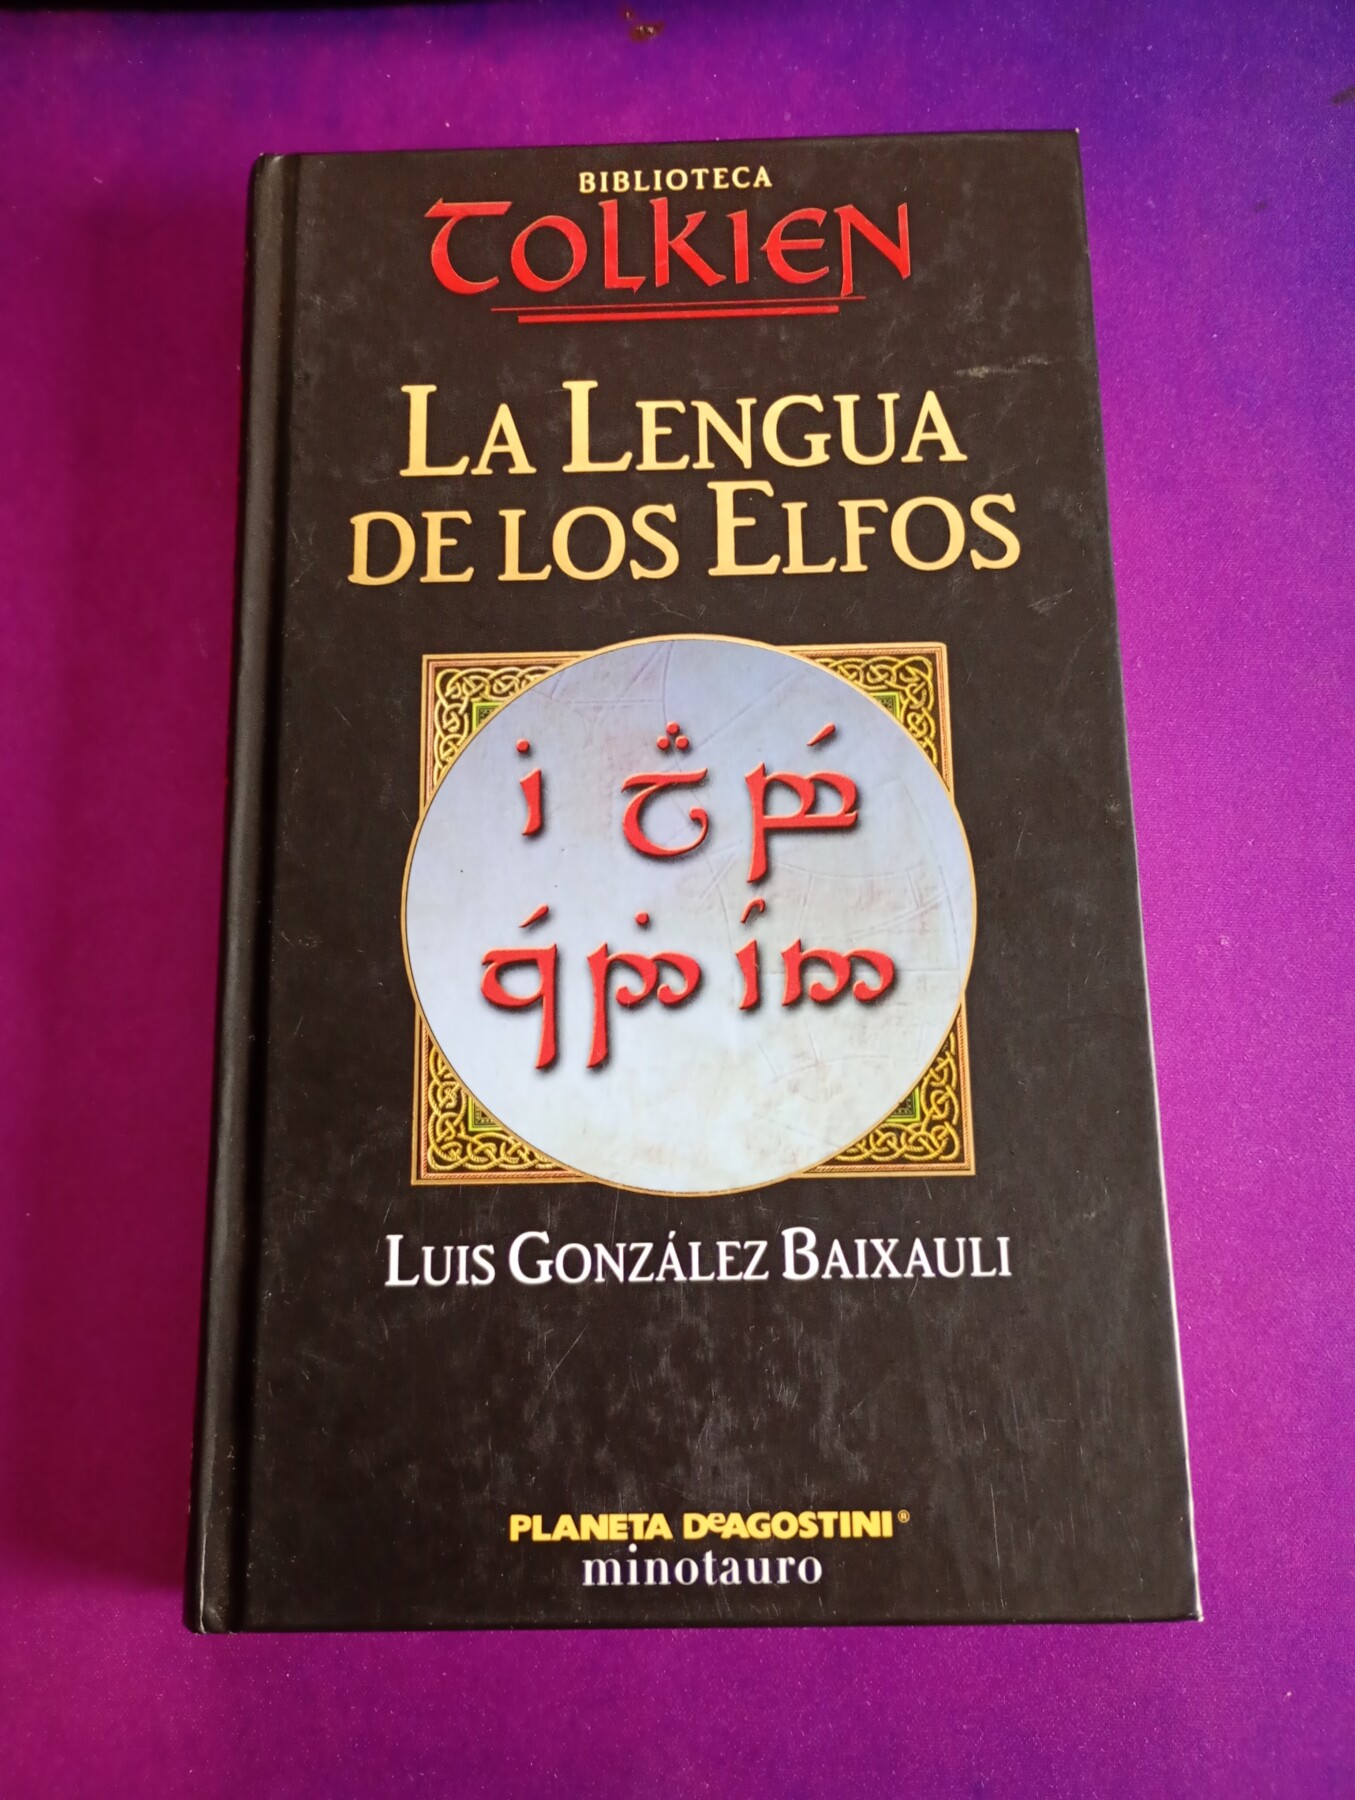 BIBLIOTECA
TOLKIEN
LA LENGUA
DE LOS ELFOS
LUIS GONZÁLEZ BAIXAULI
PLANETA DeAGOSTINI®
minotauro